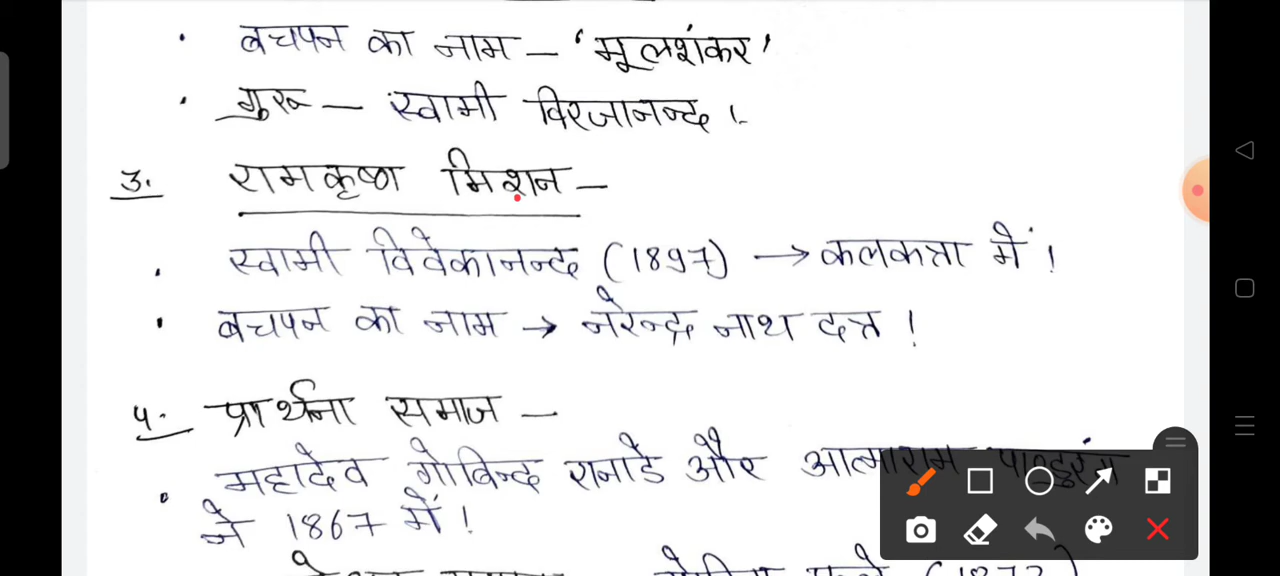 · बचपन का नाम – 'मूलशंकर'
· गुरू – स्वामी विरजानन्द ।
3. रामकृष्ण मिशन –
· स्वामी विवेकानन्द (1897) → कलकत्ता में !
· बचपन का नाम → नरेन्द्र नाथ दत्त !
4. प्रार्थना समाज –
· महादेव गोविन्द रानाडे और आत्माराम पाण्डुरंग
ने 1867 में !